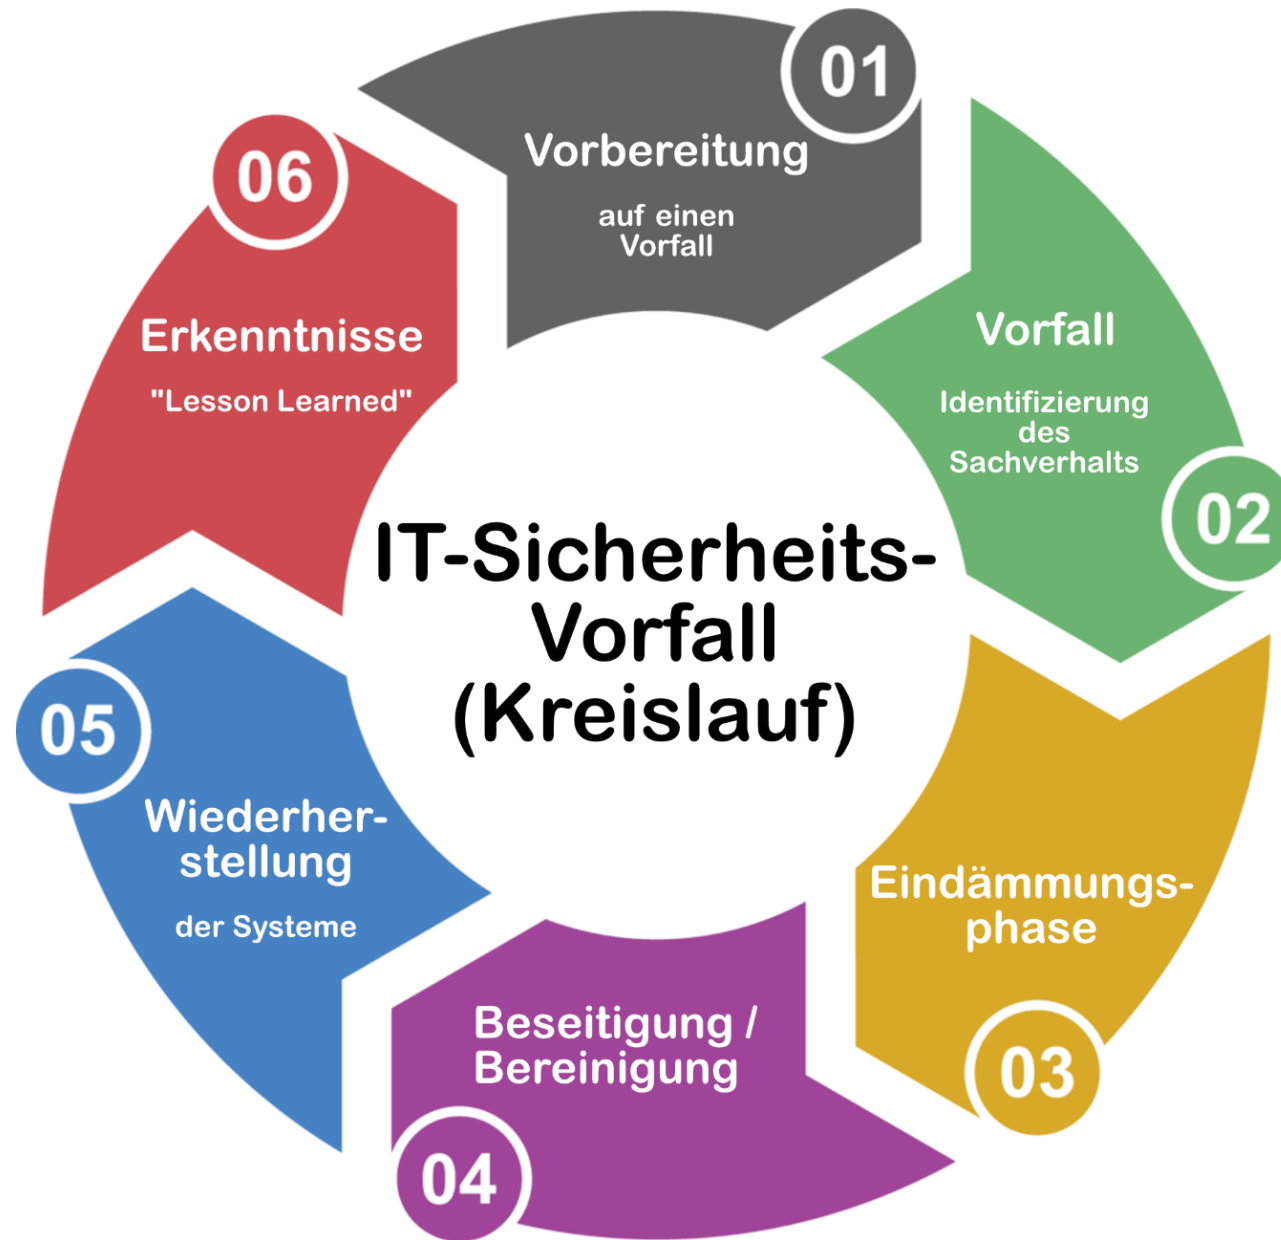 01
Vorbereitung
auf einen
Vorfall
Vorfall
Identifizierung
des
Sachverhalts
02
Eindämmungs-
phase
03
Beseitigung /
Bereinigung
04
05
Wiederher-
stellung
der Systeme
06
Erkenntnisse
"Lesson Learned"
IT-Sicherheits-
Vorfall
(Kreislauf)